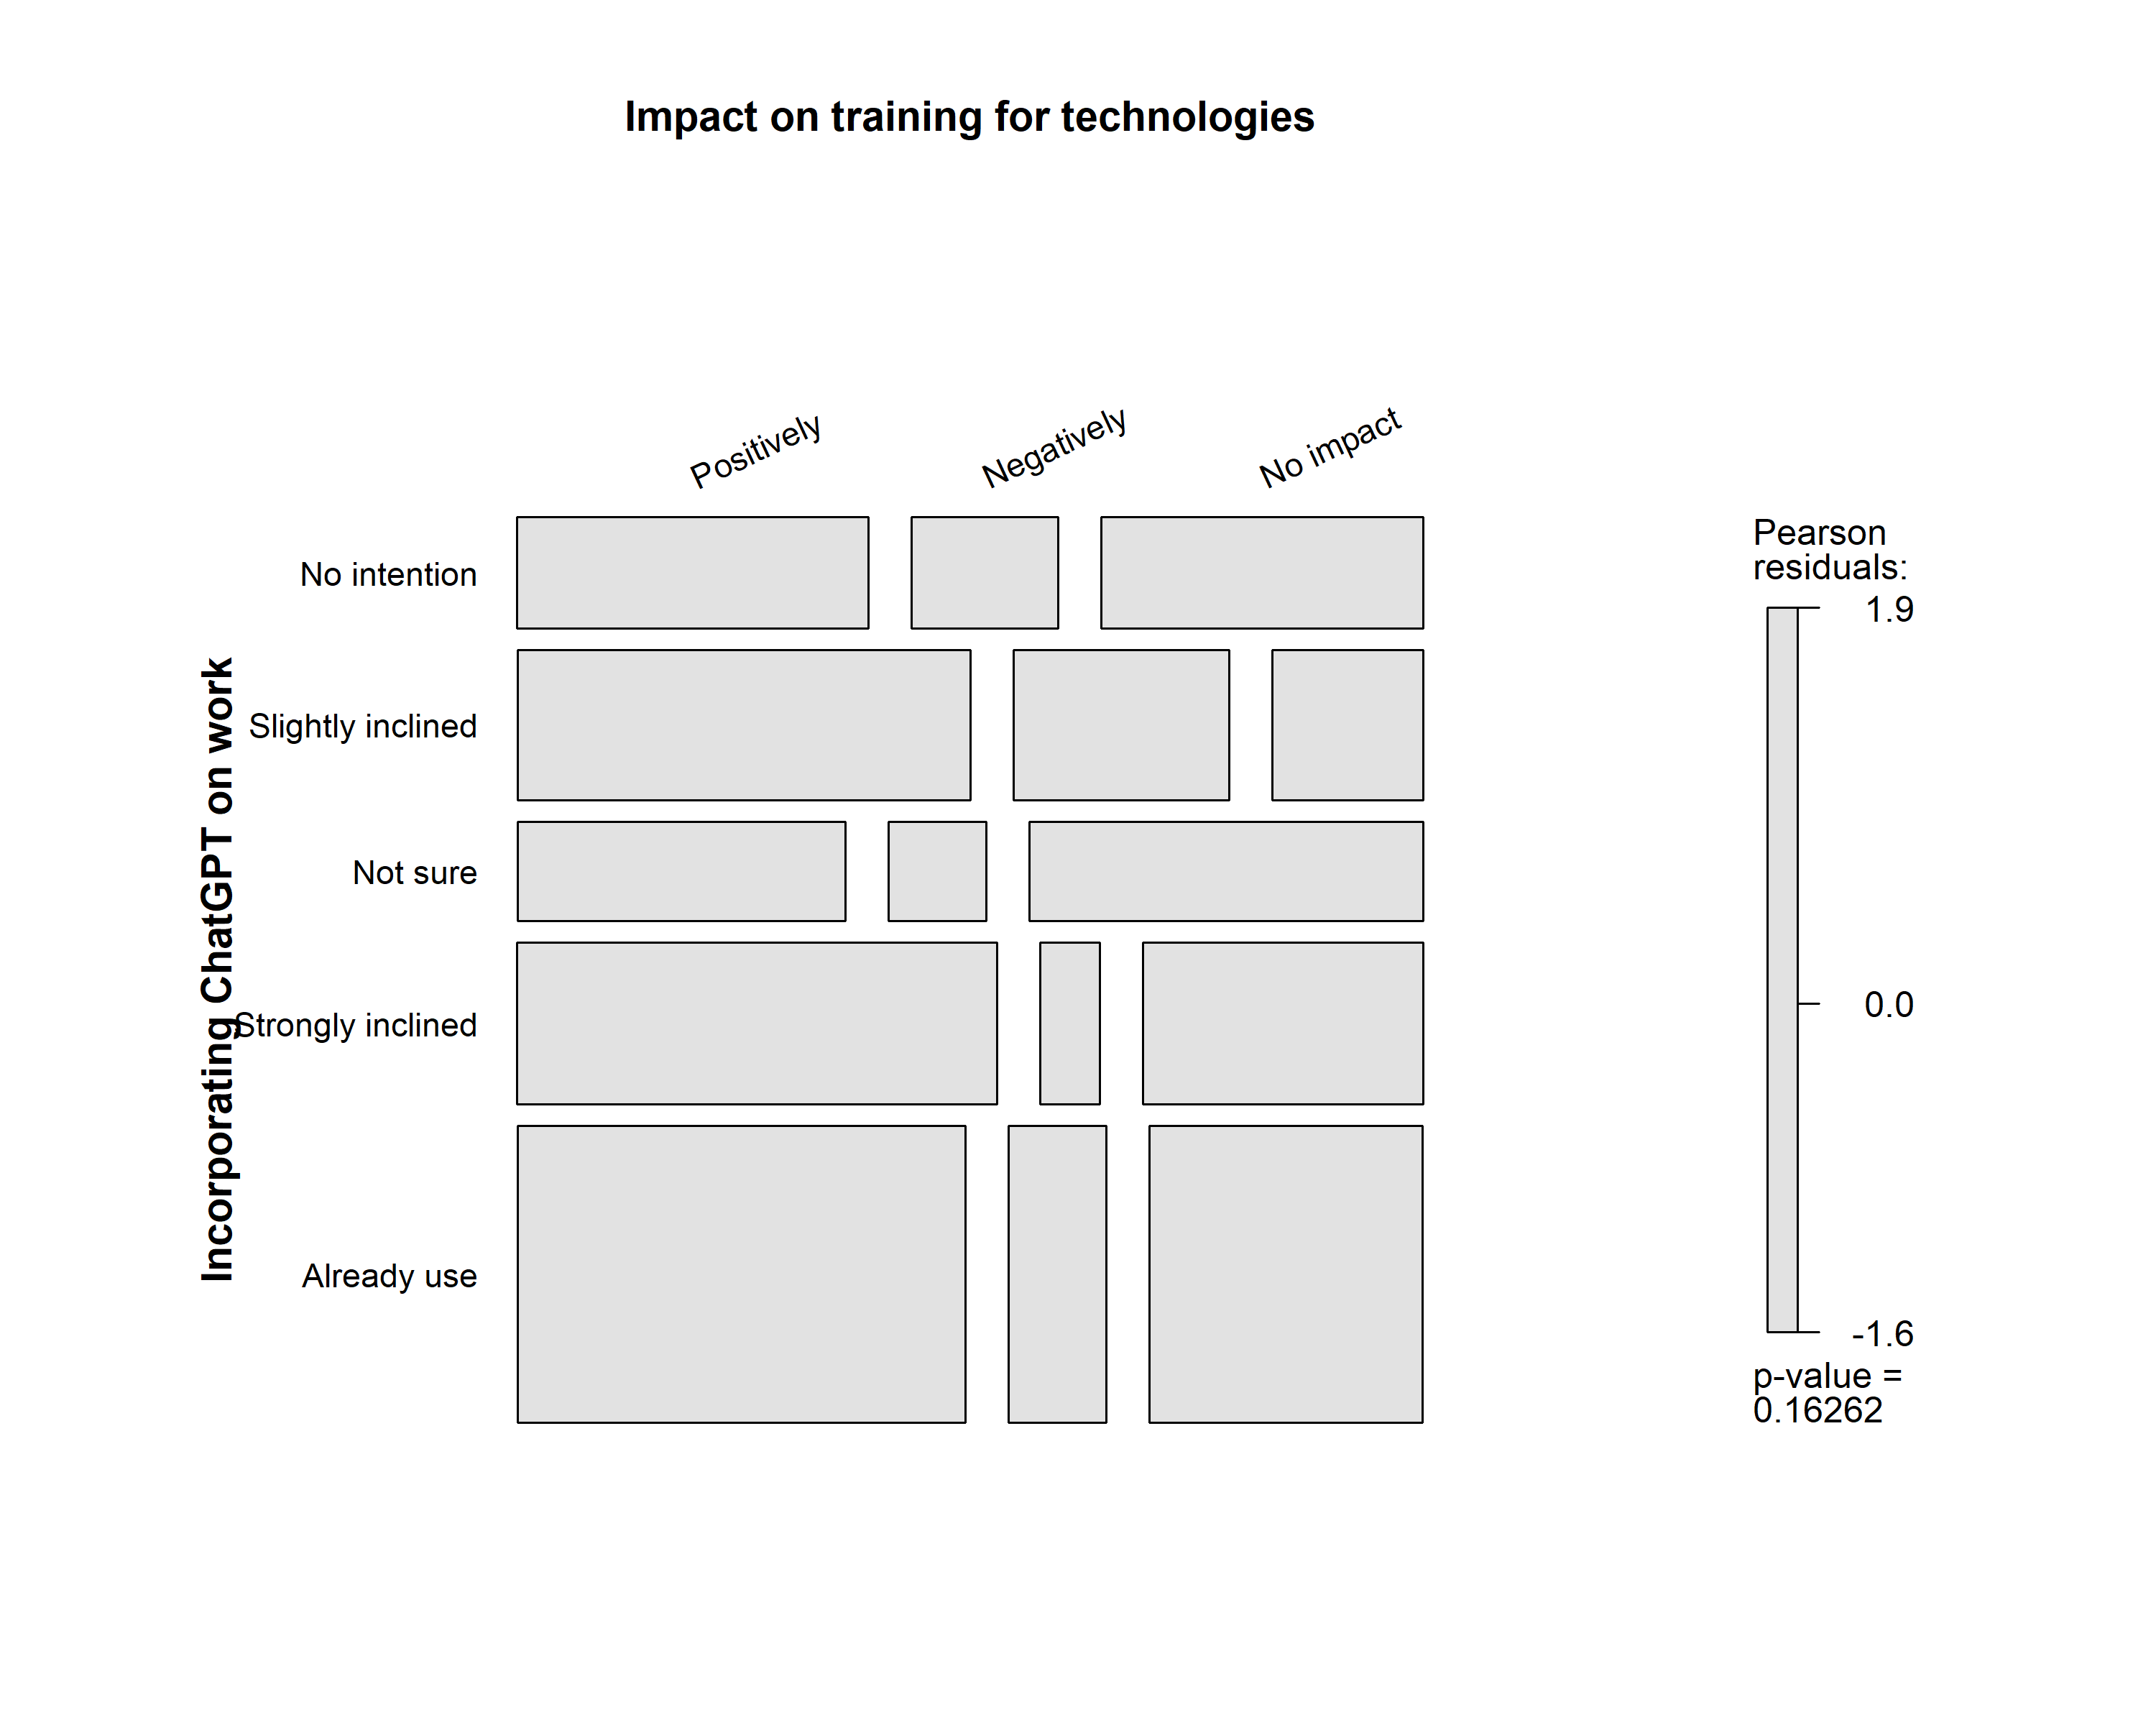 Impact on training for technologies
Positively
Negatively
No impact
Incorporating ChatGPT on work
No intention
Slightly inclined
Not sure
Strongly inclined
Already use
Pearson
residuals:
1.9
0.0
-1.6
p-value =
0.16262